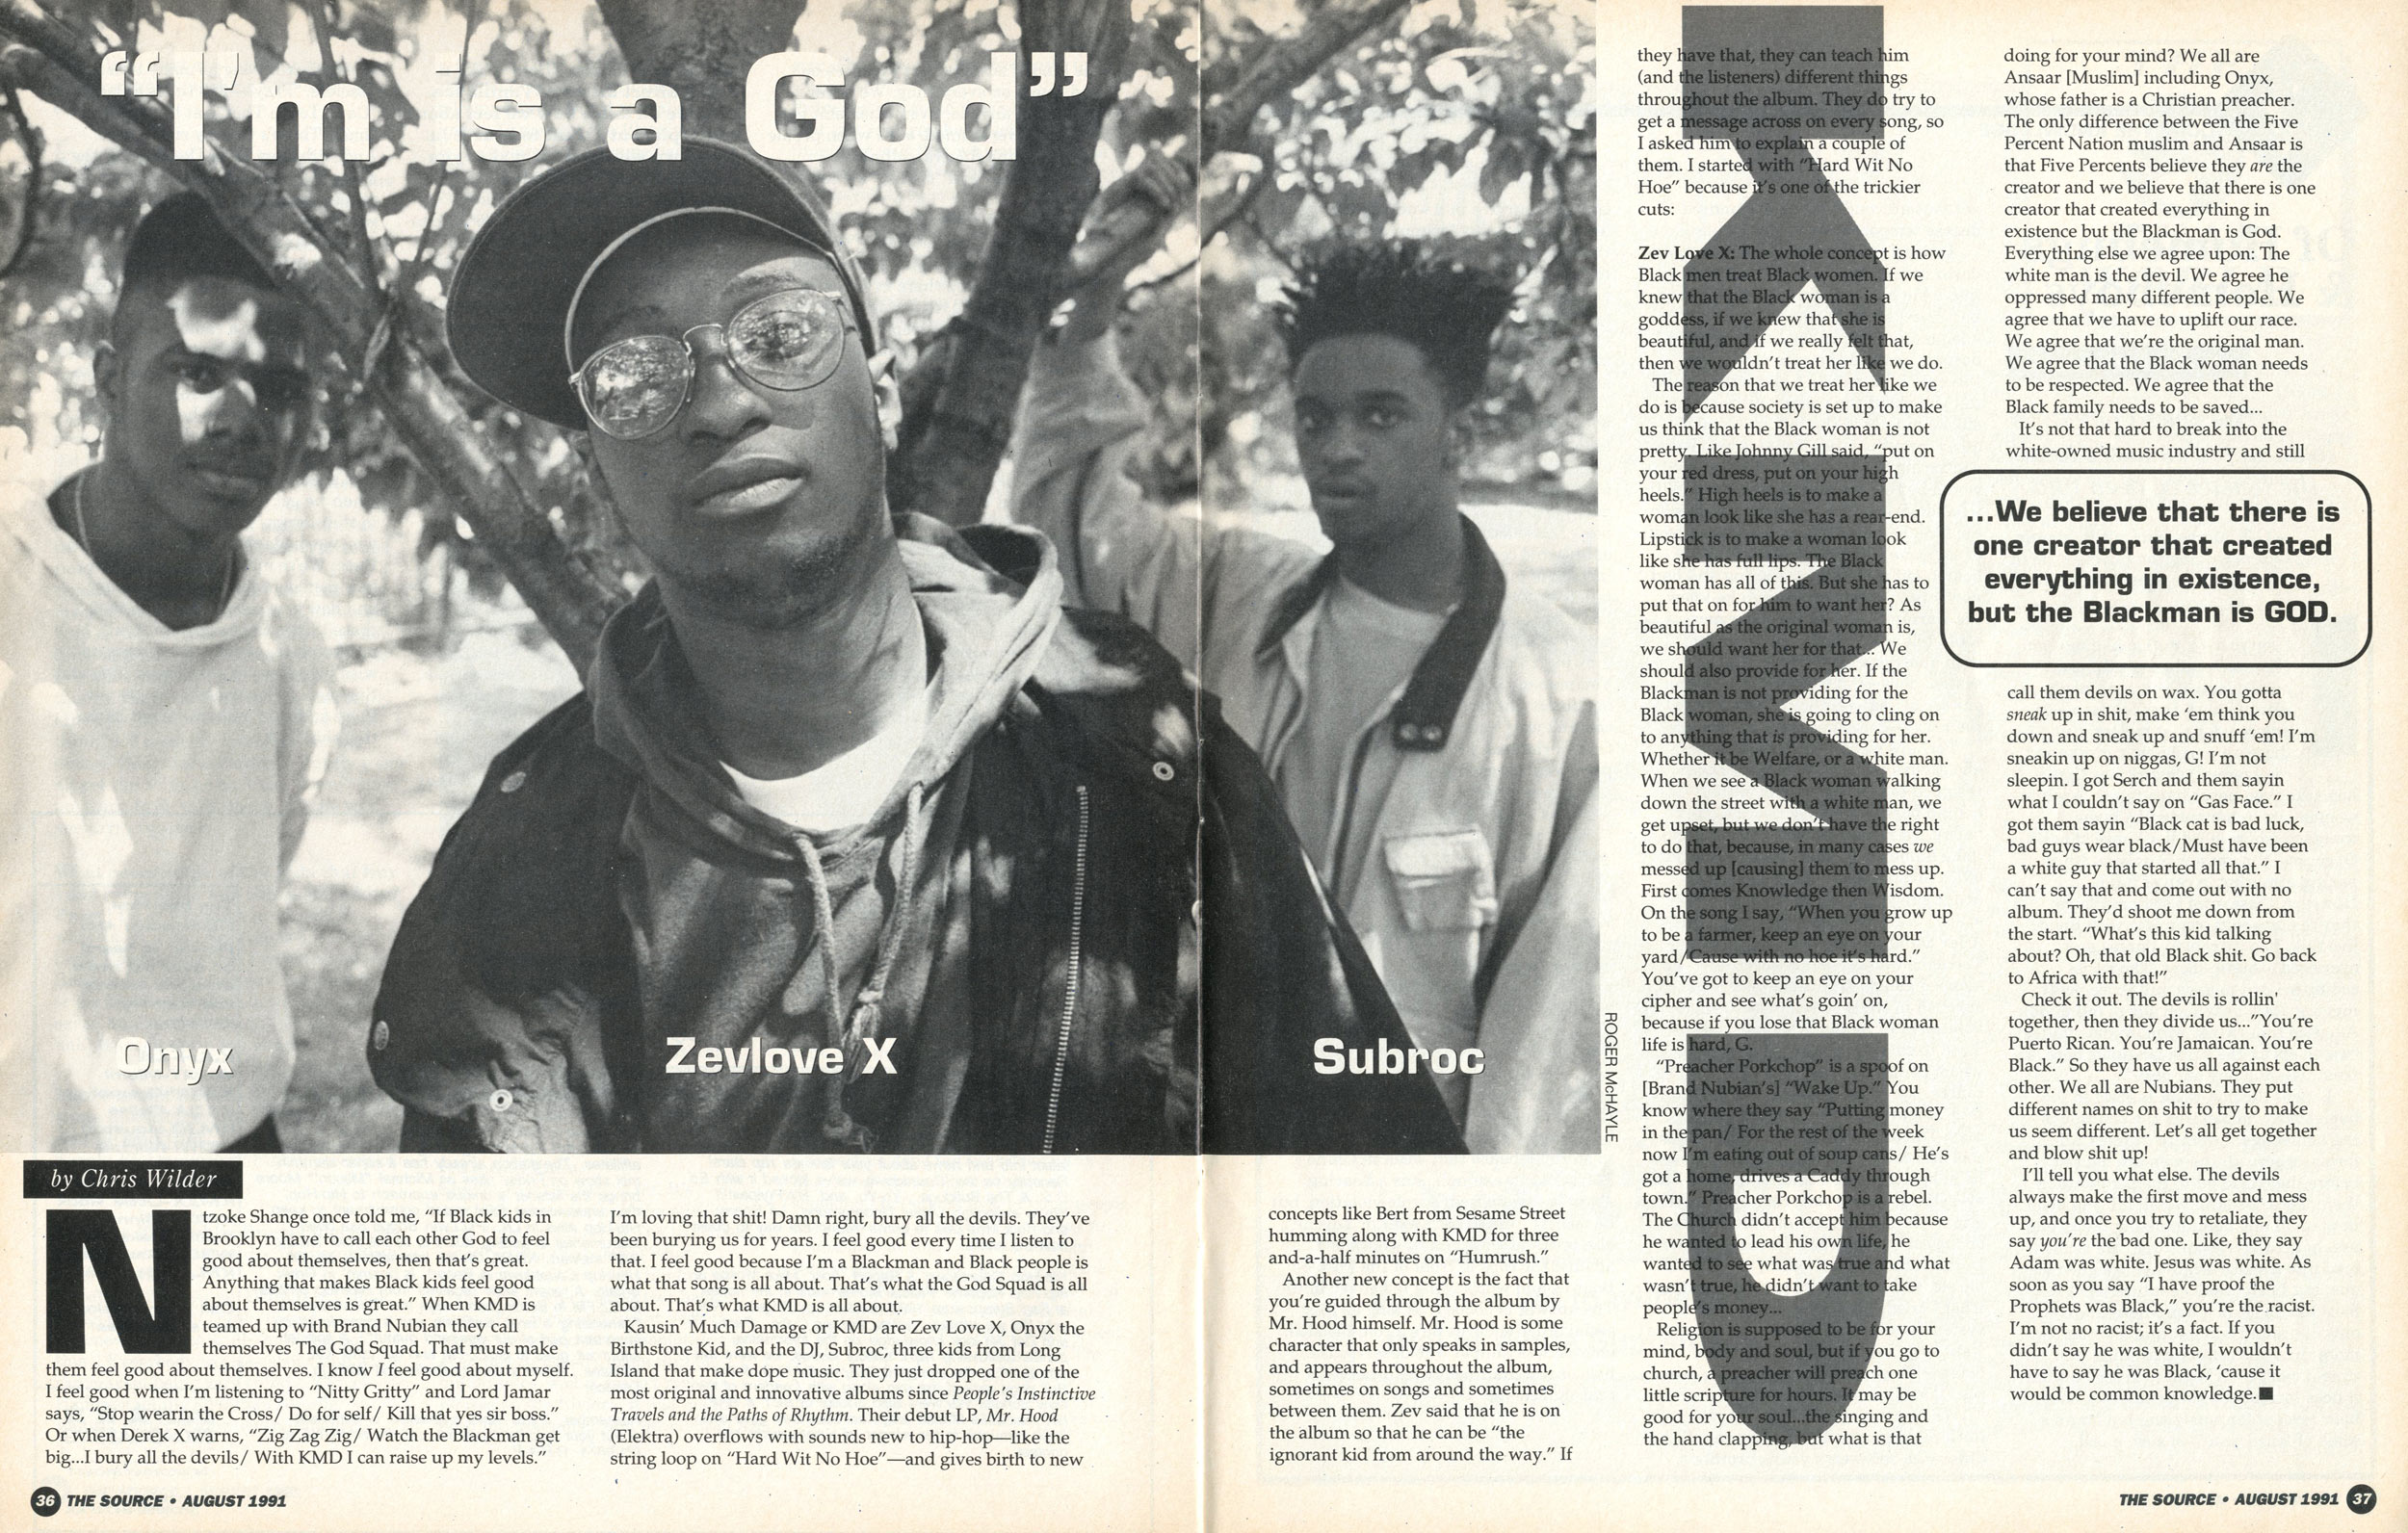 “I'm is a God”
Onyx
Zevlove X
Subroc
ROGER McHAYLE
by Chris Wilder
Ntzoke Shange once told me, “If Black kids in
Brooklyn have to call each other God to feel
good about themselves, then that's great.
Anything that makes Black kids feel good
about themselves is great.” When KMD is
teamed up with Brand Nubian they call
themselves The God Squad. That must make
them feel good about themselves. I know I feel good about myself.
I feel good when I'm listening to “Nitty Gritty” and Lord Jamar
says, “Stop wearin the Cross/ Do for self/ Kill that yes sir boss.”
Or when Derek X warns, “Zig Zag Zig/ Watch the Blackman get
big...I bury all the devils/ With KMD I can raise up my levels.”
I'm loving that shit! Damn right, bury all the devils. They've
been burying us for years. I feel good every time I listen to
that. I feel good because I'm a Blackman and Black people is
what that song is all about. That's what the God Squad is all
about. That's what KMD is all about.
Kausin' Much Damage or KMD are Zev Love X, Onyx the
Birthstone Kid, and the DJ, Subroc, three kids from Long
Island that make dope music. They just dropped one of the
most original and innovative albums since People's Instinctive
Travels and the Paths of Rhythm. Their debut LP, Mr. Hood
(Elektra) overflows with sounds new to hip-hop—like the
string loop on “Hard Wit No Hoe”—and gives birth to new
concepts like Bert from Sesame Street
humming along with KMD for three
and-a-half minutes on “Humrush.”
Another new concept is the fact that
you're guided through the album by
Mr. Hood himself. Mr. Hood is some
character that only speaks in samples,
and appears throughout the album,
sometimes on songs and sometimes
between them. Zev said that he is on
the album so that he can be “the
ignorant kid from around the way.” If
KMD
they have that, they can teach him
(and the listeners) different things
throughout the album. They do try to
get a message across on every song, so
I asked him to explain a couple of
them. I started with “Hard Wit No
Hoe” because it's one of the trickier
cuts:
Zev Love X: The whole concept is how
Black men treat Black women. If we
knew that the Black woman is a
goddess, if we knew that she is
beautiful, and if we really felt that,
then we wouldn't treat her like we do.
The reason that we treat her like we
do is because society is set up to make
us think that the Black woman is not
pretty. Like Johnny Gill said, “put on
your red dress, put on your high
heels.” High heels is to make a
woman look like she has a rear-end.
Lipstick is to make a woman look
like she has full lips. The Black
woman has all of this. But she has to
put that on for him to want her? As
beautiful as the original woman is,
we should want her for that... We
should also provide for her. If the
Blackman is not providing for the
Black woman, she is going to cling on
to anything that is providing for her.
Whether it be Welfare, or a white man.
When we see a Black woman walking
down the street with a white man, we
get upset, but we don't have the right
to do that, because, in many cases we
messed up [causing] them to mess up.
First comes Knowledge then Wisdom.
On the song I say, “When you grow up
to be a farmer, keep an eye on your
yard/Cause with no hoe it's hard.”
You've got to keep an eye on your
cipher and see what's goin' on,
because if you lose that Black woman
life is hard, G.
“Preacher Porkchop” is a spoof on
[Brand Nubian's] “Wake Up.” You
know where they say “Putting money
in the pan/ For the rest of the week
now I'm eating out of soup cans/ He's
got a home, drives a Caddy through
town.” Preacher Porkchop is a rebel.
The Church didn't accept him because
he wanted to lead his own life, he
wanted to see what was true and what
wasn't true, he didn't want to take
people's money...
Religion is supposed to be for your
mind, body and soul, but if you go to
church, a preacher will preach one
little scripture for hours. It may be
good for your soul...the singing and
the hand clapping, but what is that
doing for your mind? We all are
Ansaar [Muslim] including Onyx,
whose father is a Christian preacher.
The only difference between the Five
Percent Nation muslim and Ansaar is
that Five Percents believe they are the
creator and we believe that there is one
creator that created everything in
existence but the Blackman is God.
Everything else we agree upon: The
white man is the devil. We agree he
oppressed many different people. We
agree that we have to uplift our race.
We agree that we're the original man.
We agree that the Black woman needs
to be respected. We agree that the
Black family needs to be saved...
It's not that hard to break into the
white-owned music industry and still
...We believe that there is
one creator that created
everything in existence,
but the Blackman is GOD.
call them devils on wax. You gotta
sneak up in shit, make ‘em think you
down and sneak up and snuff ‘em! I'm
sneakin up on niggas, G! I'm not
sleepin. I got Serch and them sayin
what I couldn't say on “Gas Face.” I
got them sayin “Black cat is bad luck,
bad guys wear black/Must have been
a white guy that started all that.” I
can't say that and come out with no
album. They'd shoot me down from
the start. “What's this kid talking
about? Oh, that old Black shit. Go back
to Africa with that!”
Check it out. The devils is rollin'
together, then they divide us...”You're
Puerto Rican. You're Jamaican. You're
Black.” So they have us all against each
other. We all are Nubians. They put
different names on shit to try to make
us seem different. Let's all get together
and blow shit up!
I'll tell you what else. The devils
always make the first move and mess
up, and once you try to retaliate, they
say you're the bad one. Like, they say
Adam was white. Jesus was white. As
soon as you say “I have proof the
Prophets was Black,” you're the racist.
I'm not no racist; it's a fact. If you
didn't say he was white, I wouldn't
have to say he was Black, ‘cause it
would be common knowledge.■
36 THE SOURCE • AUGUST 1991
THE SOURCE • AUGUST 1991 37